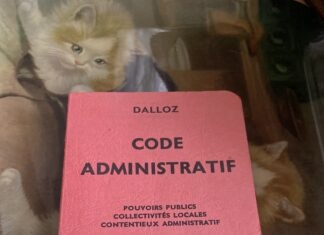 DALLOZ
CODE
ADMINISTRATIF
POUVOIRS PUBLICS
COLLECTIVITÉS LOCALES
CONTENTIEUX ADMINISTRATIF